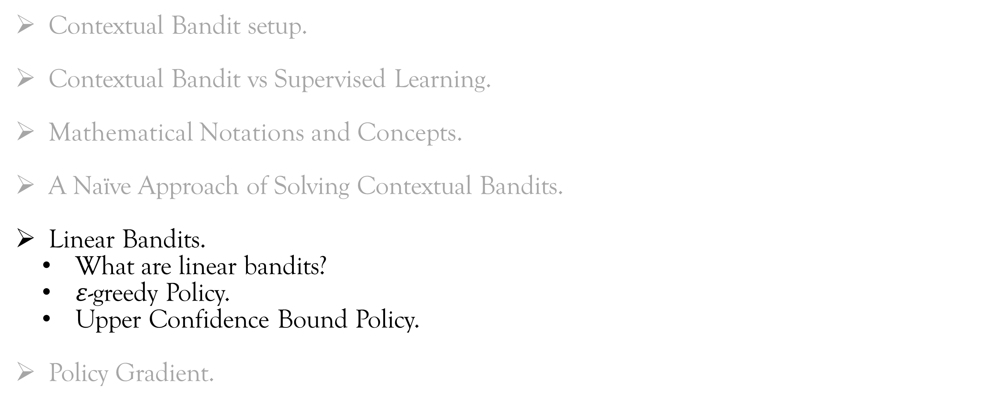 ➢ Contextual Bandit setup.
➢ Contextual Bandit vs Supervised Learning.
➢ Mathematical Notations and Concepts.
➢ A Naïve Approach of Solving Contextual Bandits.
➢ Linear Bandits.
• What are linear bandits?
• ε-greedy Policy.
• Upper Confidence Bound Policy.
➢ Policy Gradient.